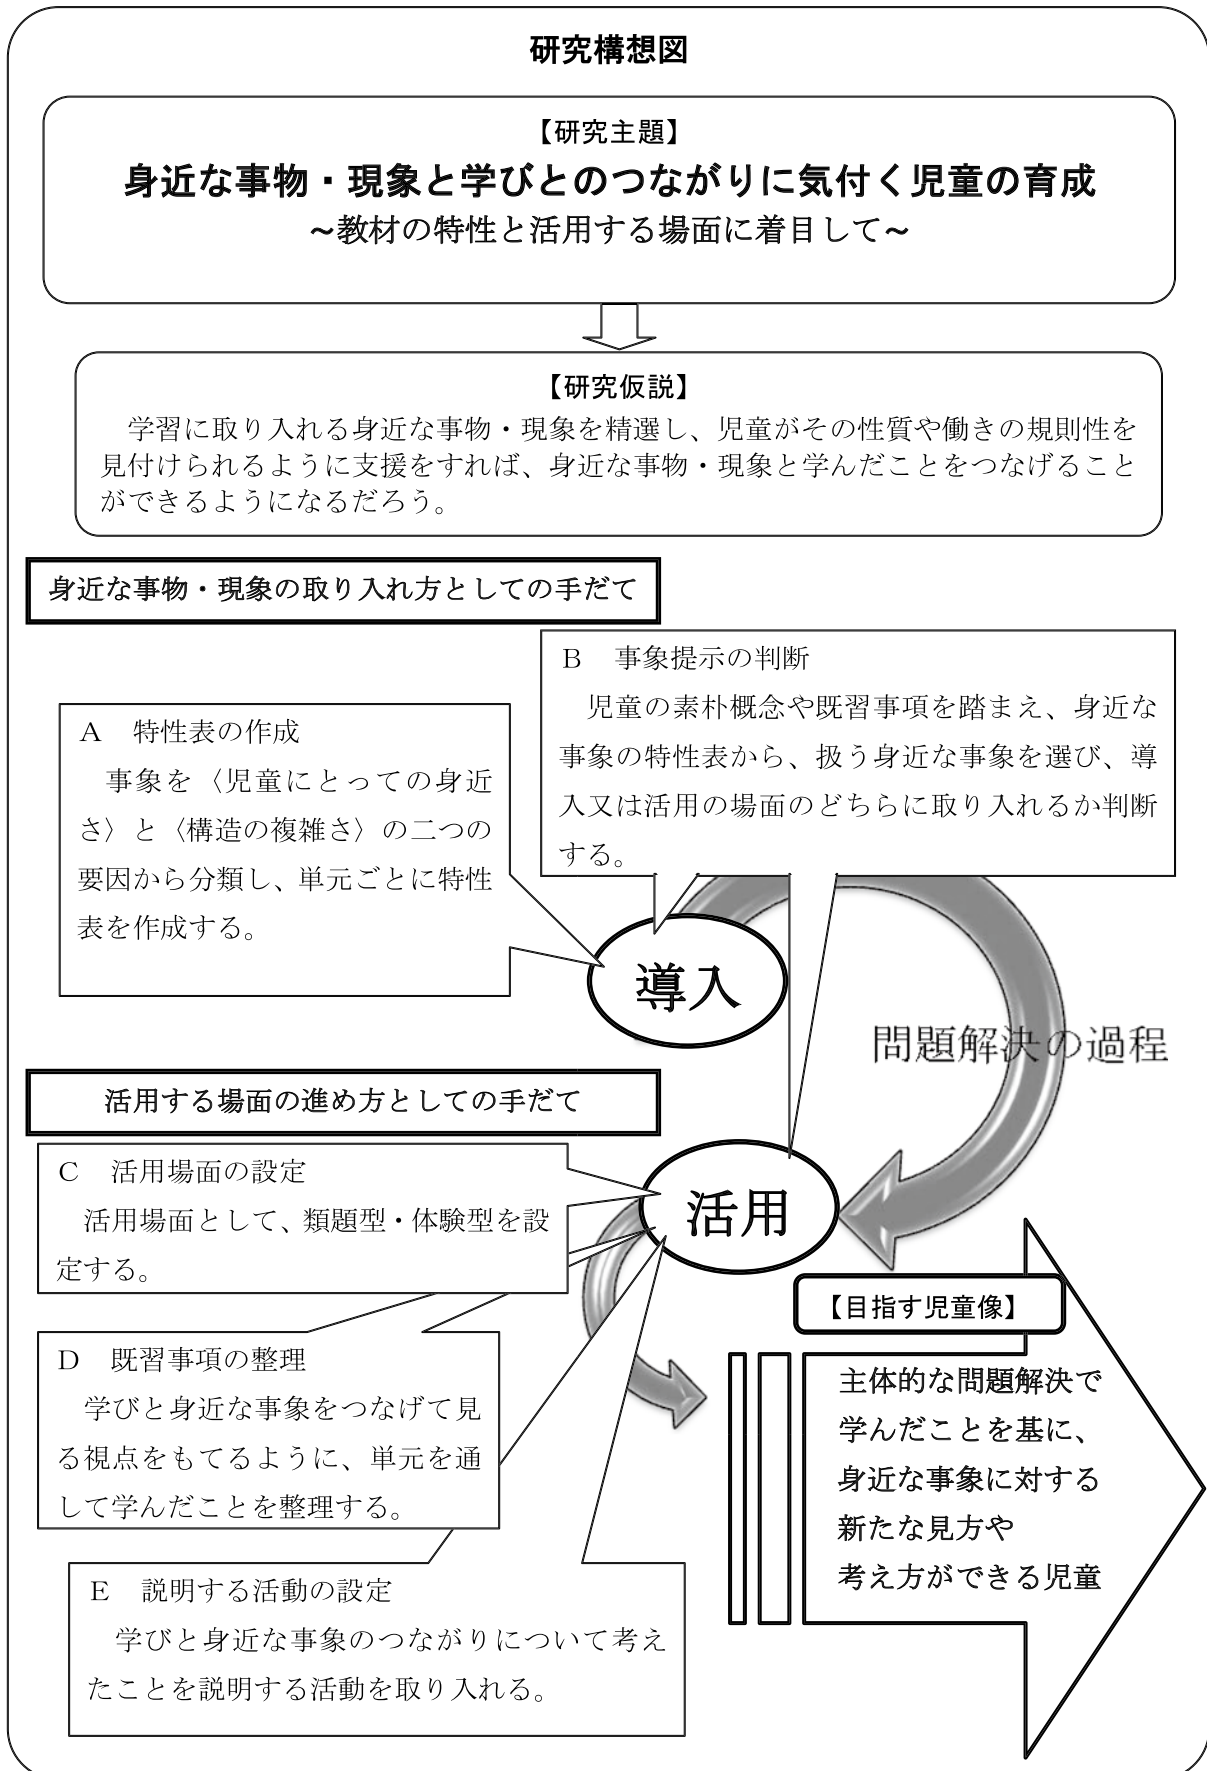 研究構想図
【研究主題】
身近な事物・現象と学びとのつながりに気付く児童の育成
~教材の特性と活用する場面に着目して~
【研究仮説】
学習に取り入れる身近な事物・現象を精選し、児童がその性質や働きの規則性を
見付けられるように支援をすれば、身近な事物・現象と学んだことをつなげること
ができるようになるだろう。
身近な事物・現象の取り入れ方としての手だて
B 事象提示の判断
児童の素朴概念や既習事項を踏まえ、身近な
事象の特性表から、扱う身近な事象を選び、導
入又は活用の場面のどちらに取り入れるか判断
する。
A 特性表の作成
事象を〈児童にとっての身近
さ〉と〈構造の複雑さ〉の二つの
要因から分類し、単元ごとに特性
表を作成する。
導入
問題解決の過程
活用する場面の進め方としての手だて
C 活用場面の設定
活用場面として、類題型・体験型を設
定する。
活用
D 既習事項の整理
学びと身近な事象をつなげて見
る視点をもてるように、単元を通
して学んだことを整理する。
E 説明する活動の設定
学びと身近な事象のつながりについて考え
たことを説明する活動を取り入れる。
【目指す児童像】
主体的な問題解決で
学んだことを基に、
身近な事象に対する
新たな見方や
考え方ができる児童